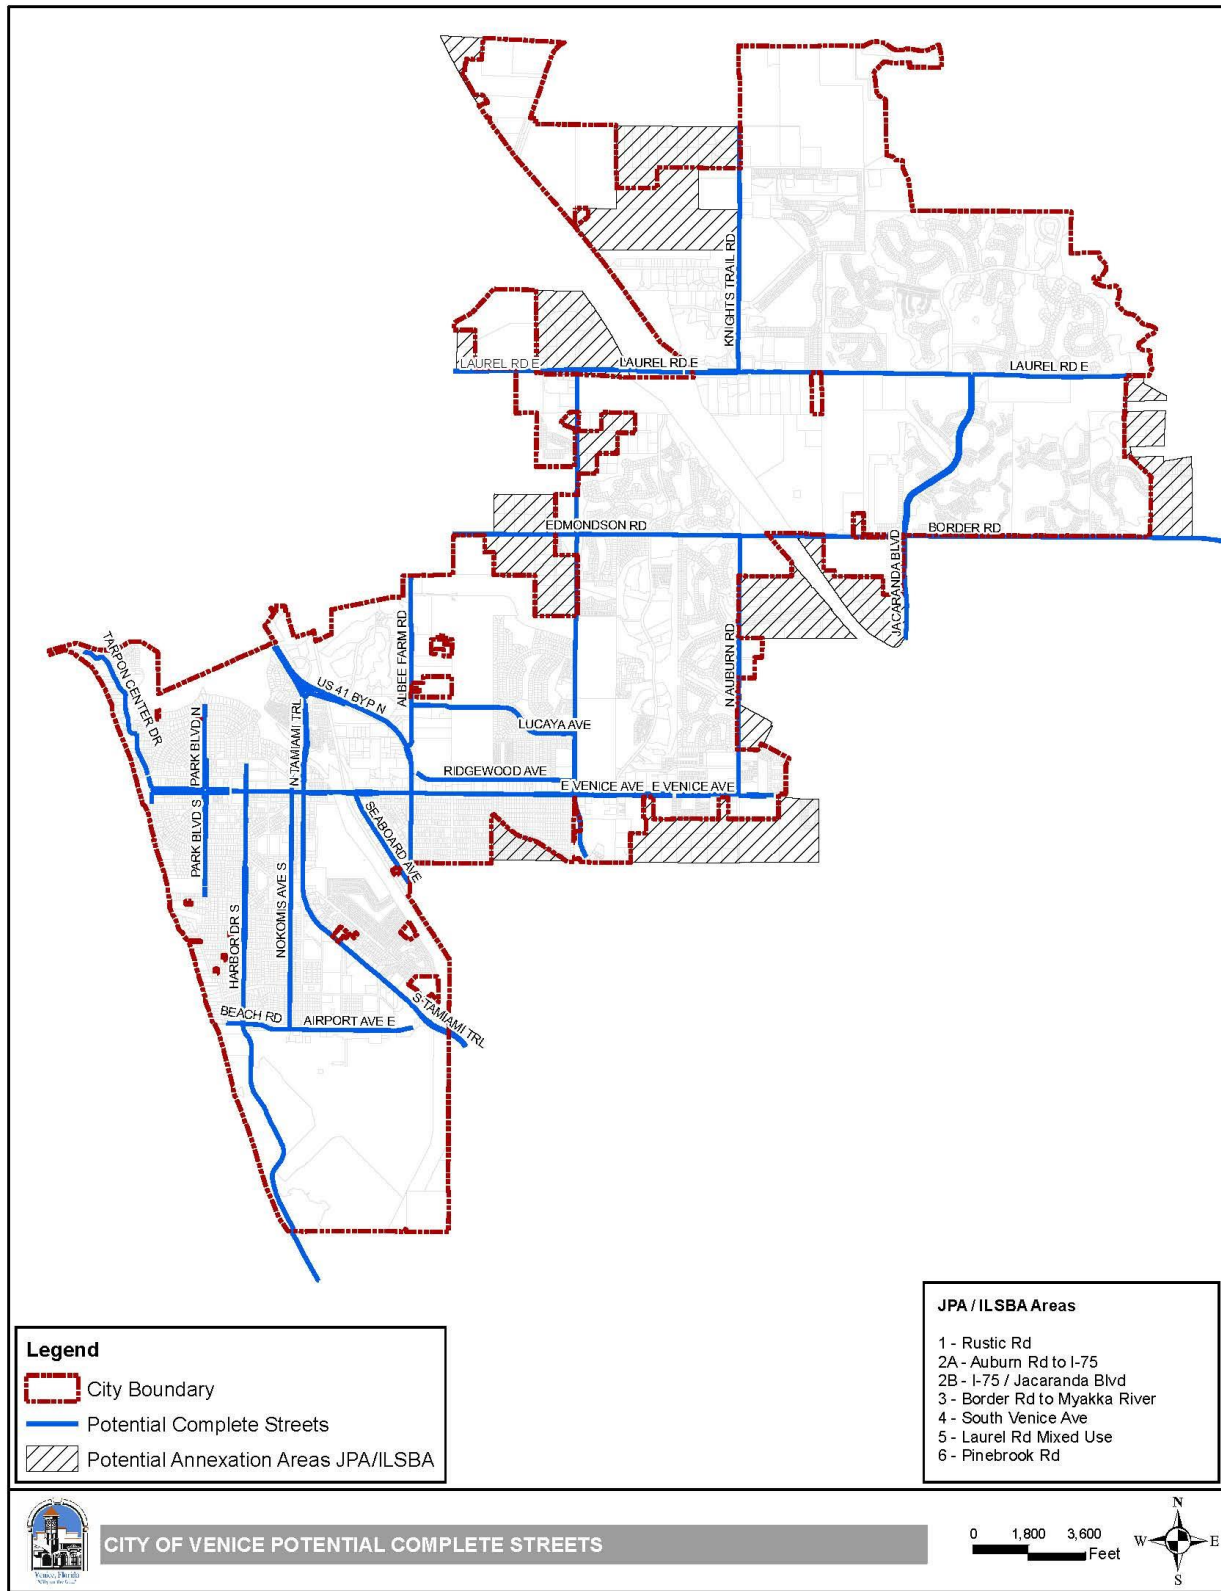 KNIGHTS TRAIL RD
LAUREL RD E
LAUREL RD E
LAUREL RD E
EDMONDSON RD
BORDER RD
JACARANDA BLVD
ALBEE FARM RD
N AUBURN RD
TARPON CENTER DR
US 41 BYP N
N TAMIAMI TRL
PARK BLVD N
LUCAYA AVE
RIDGEWOOD AVE
E VENICE AVE
E VENICE AVE
PARK BLVD S
SEABOARD AVE
HARBOR DR S
NOKOMIS AVE S
BEACH RD
AIRPORT AVE E
S TAMIAMI TRL
JPA / ILSBA Areas
1 - Rustic Rd
2A - Auburn Rd to I-75
2B - I-75 / Jacaranda Blvd
3 - Border Rd to Myakka River
4 - South Venice Ave
5 - Laurel Rd Mixed Use
6 - Pinebrook Rd
Legend
City Boundary
Potential Complete Streets
Potential Annexation Areas JPA/ILSBA
Venice, Florida
CITY OF VENICE POTENTIAL COMPLETE STREETS
0 1,800 3,600
Feet
N
W E
S